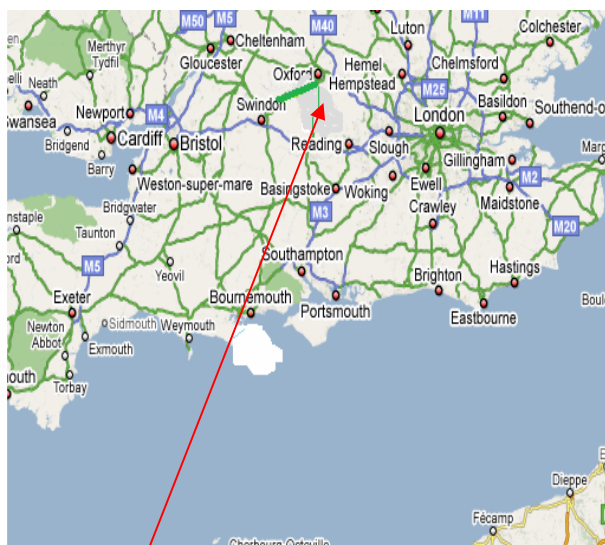 M50
M5
M40
Luton
M11
Colchester
Merthyr
Tydfil
Cheltenham
Gloucester
Oxford
Hemel
Hempstead
Chelmsford
Neath
M25
Swansea
Newport
M4
Swindon
London
Basildon
Southend-o
Cardiff
Bristol
Bridgend
Reading
Slough
Gillingham
Barry
Weston-super-mare
Basingstoke
Woking
Ewell
M2
Maidstone
nstaple
Bridgwater
M3
Crawley
M20
Taunton
Southampton
M5
Yeovil
Brighton
Hastings
Exeter
Bournemouth
Portsmouth
Eastbourne
Boul
Newton
Abbot
Sidmouth
Weymouth
Exmouth
outh
Torbay
Dieppe
Fécamp